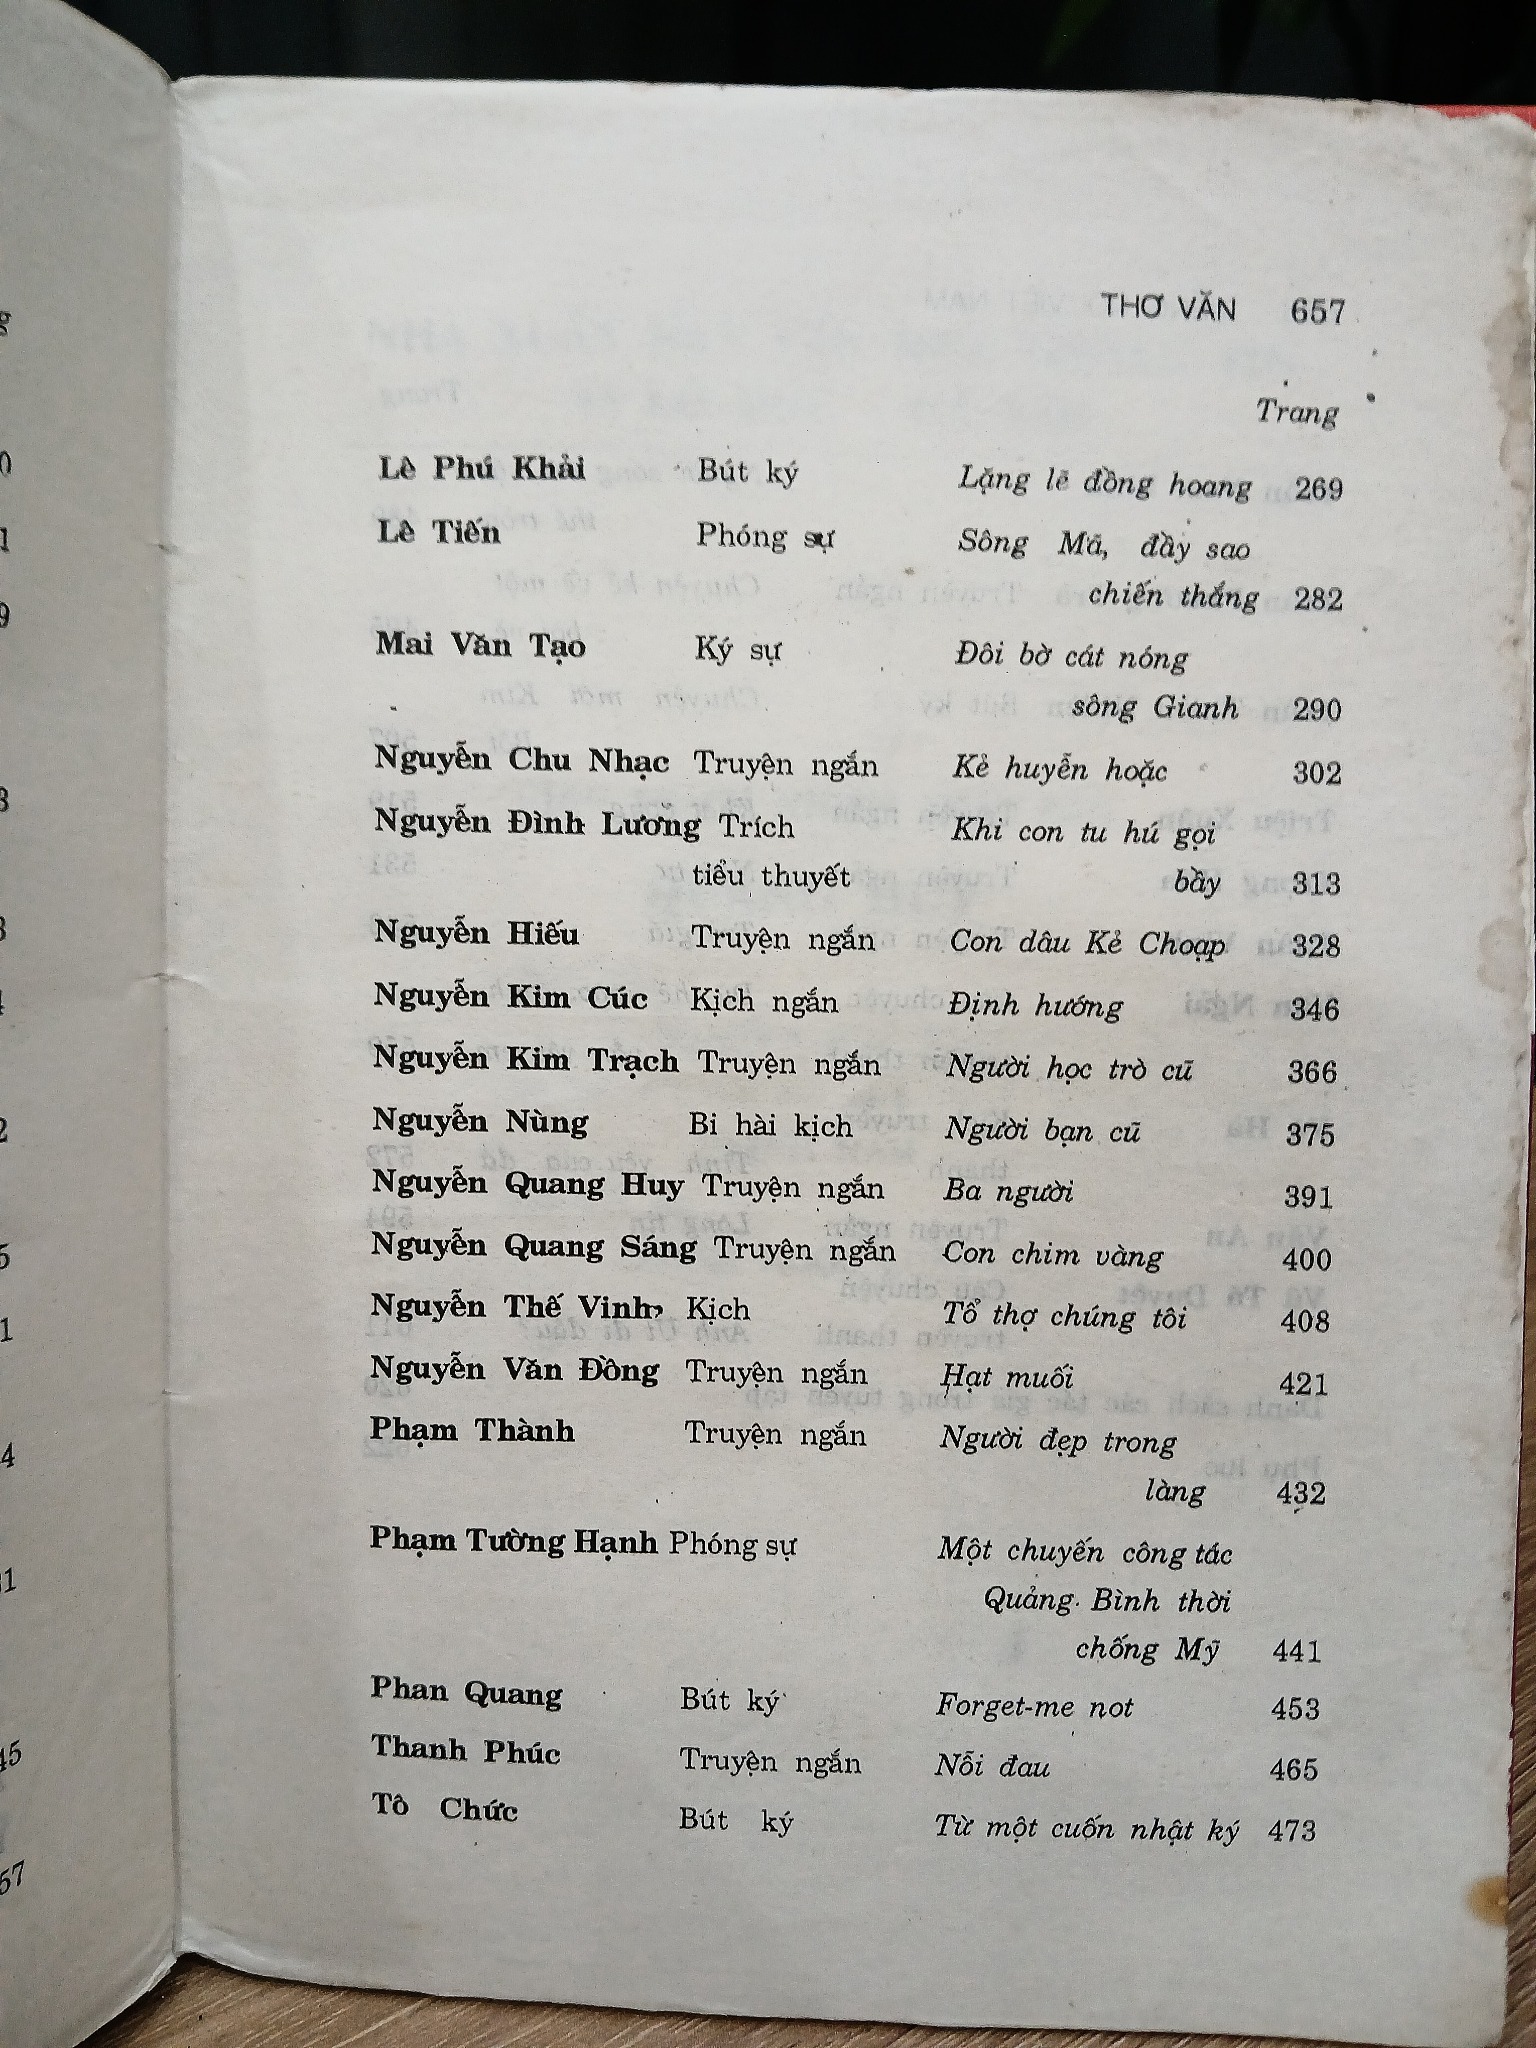 THƠ VĂN 657
Trang
Lê Phú Khải Bút ký Lặng lẽ đồng hoang 269
Lê Tiến Phóng sự Sông Mã, đầy sao
chiến thắng 282
Mai Văn Tạo Ký sự Đôi bờ cát nóng
sông Gianh 290
Nguyễn Chu Nhạc Truyện ngắn Kẻ huyễn hoặc 302
Nguyễn Đình Lương Trích Khi con tu hú gọi
tiểu thuyết bầy 313
Nguyễn Hiếu Truyện ngắn Con dâu Kẻ Choạp 328
Nguyễn Kim Cúc Kịch ngắn Định hướng 346
Nguyễn Kim Trạch Truyện ngắn Người học trò cũ 366
Nguyễn Nùng Bi hài kịch Người bạn cũ 375
Nguyễn Quang Huy Truyện ngắn Ba người 391
Nguyễn Quang Sáng Truyện ngắn Con chim vàng 400
Nguyễn Thế Vinh Kịch Tổ thợ chúng tôi 408
Nguyễn Văn Đồng Truyện ngắn Hạt muối 421
Phạm Thành Truyện ngắn Người đẹp trong
làng 432
Phạm Tường Hạnh Phóng sự Một chuyến công tác
Quảng Bình thời
chống Mỹ 441
Phan Quang Bút ký Forget-me not 453
Thanh Phúc Truyện ngắn Nỗi đau 465
Tô Chức Bút ký Từ một cuốn nhật ký 473